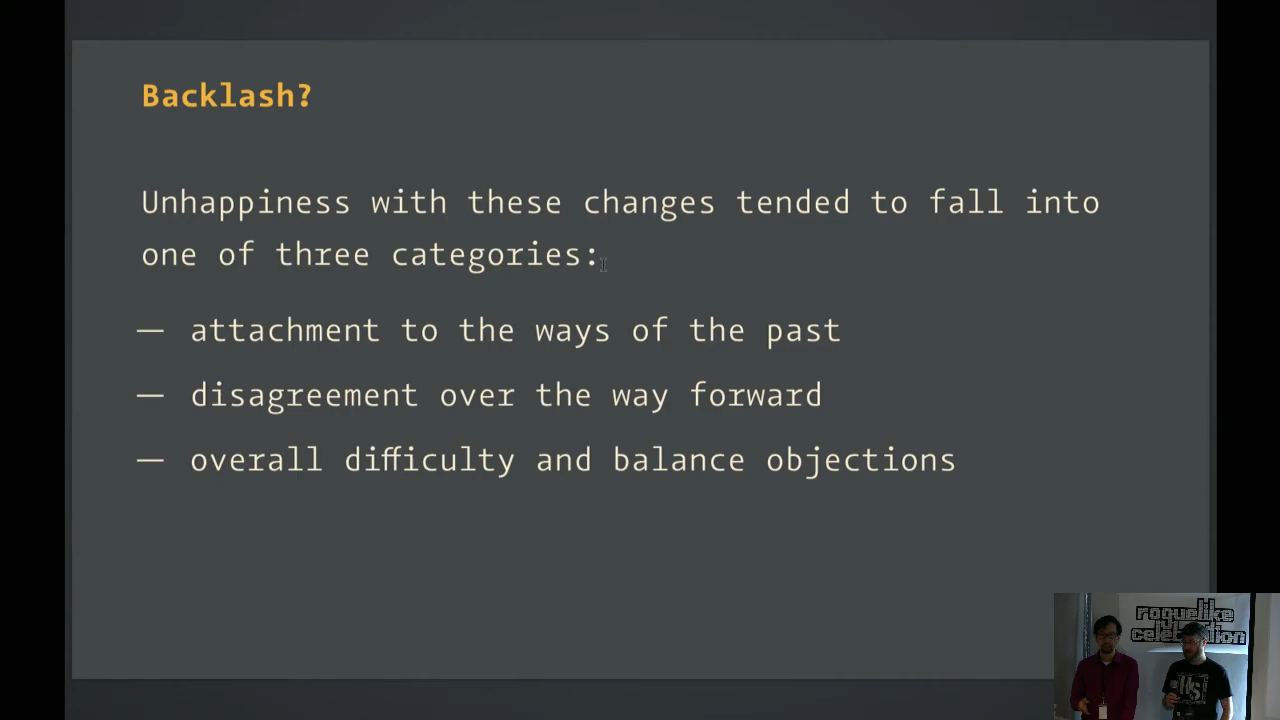 Backlash?
Unhappiness with these changes tended to fall into
one of three categories:
— attachment to the ways of the past
— disagreement over the way forward
— overall difficulty and balance objections
roguelike
celebration